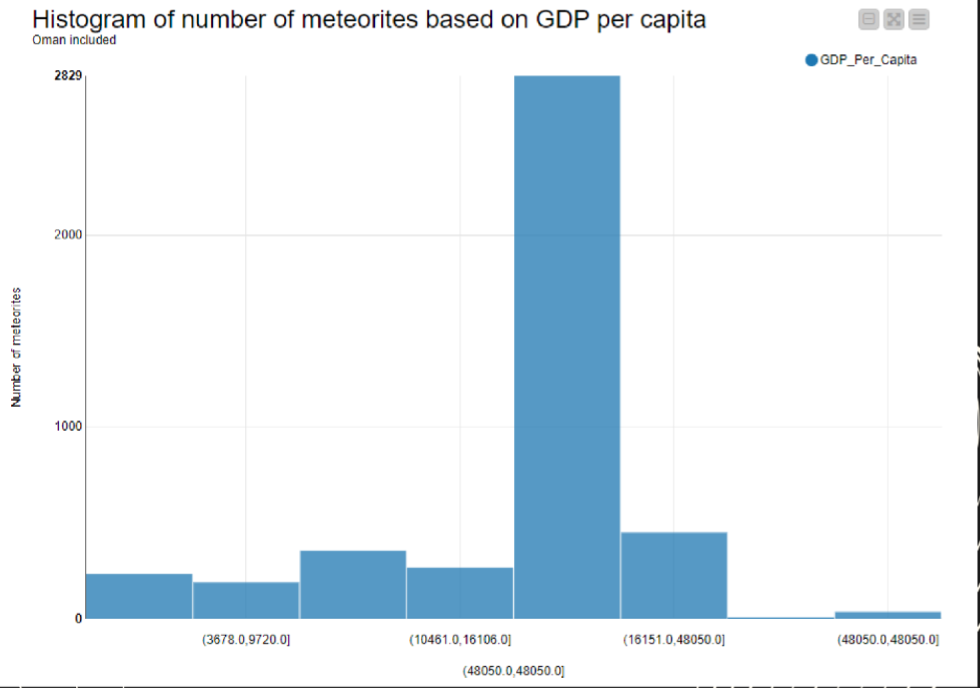 Histogram of number of meteorites based on GDP per capita
Oman included
GDP_Per_Capita
2829
2000
1000
0
Number of meteorites
(3678.0,9720.0]
(10461.0,16106.0]
(16151.0,48050.0]
(48050.0,48050.0]
(48050.0,48050.0]